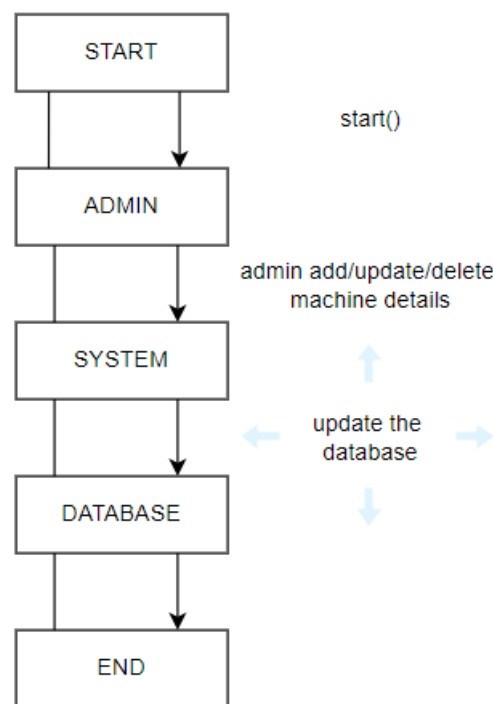 START
start()
ADMIN
admin add/update/delete
machine details
SYSTEM
update the
database
DATABASE
END